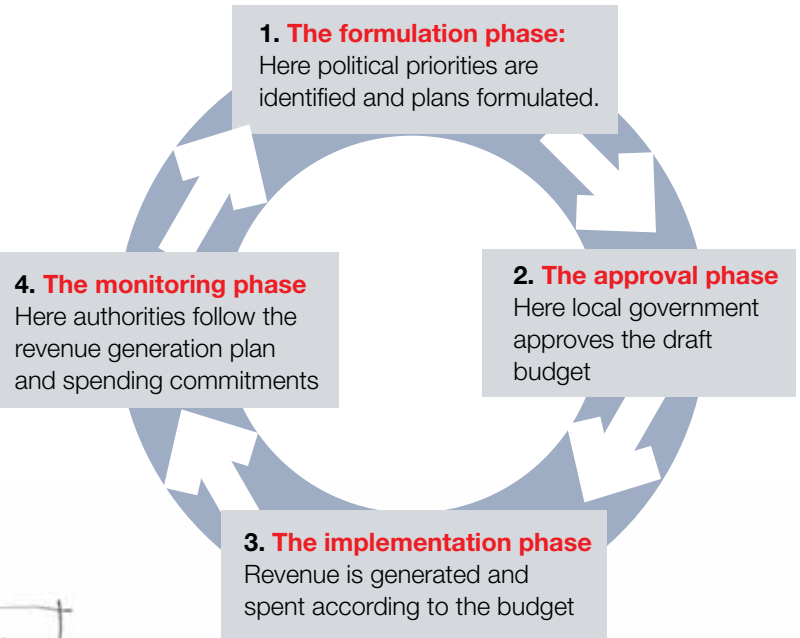 1. The formulation phase:
Here political priorities are
identified and plans formulated.
2. The approval phase
Here local government
approves the draft
budget
3. The implementation phase
Revenue is generated and
spent according to the budget
4. The monitoring phase
Here authorities follow the
revenue generation plan
and spending commitments